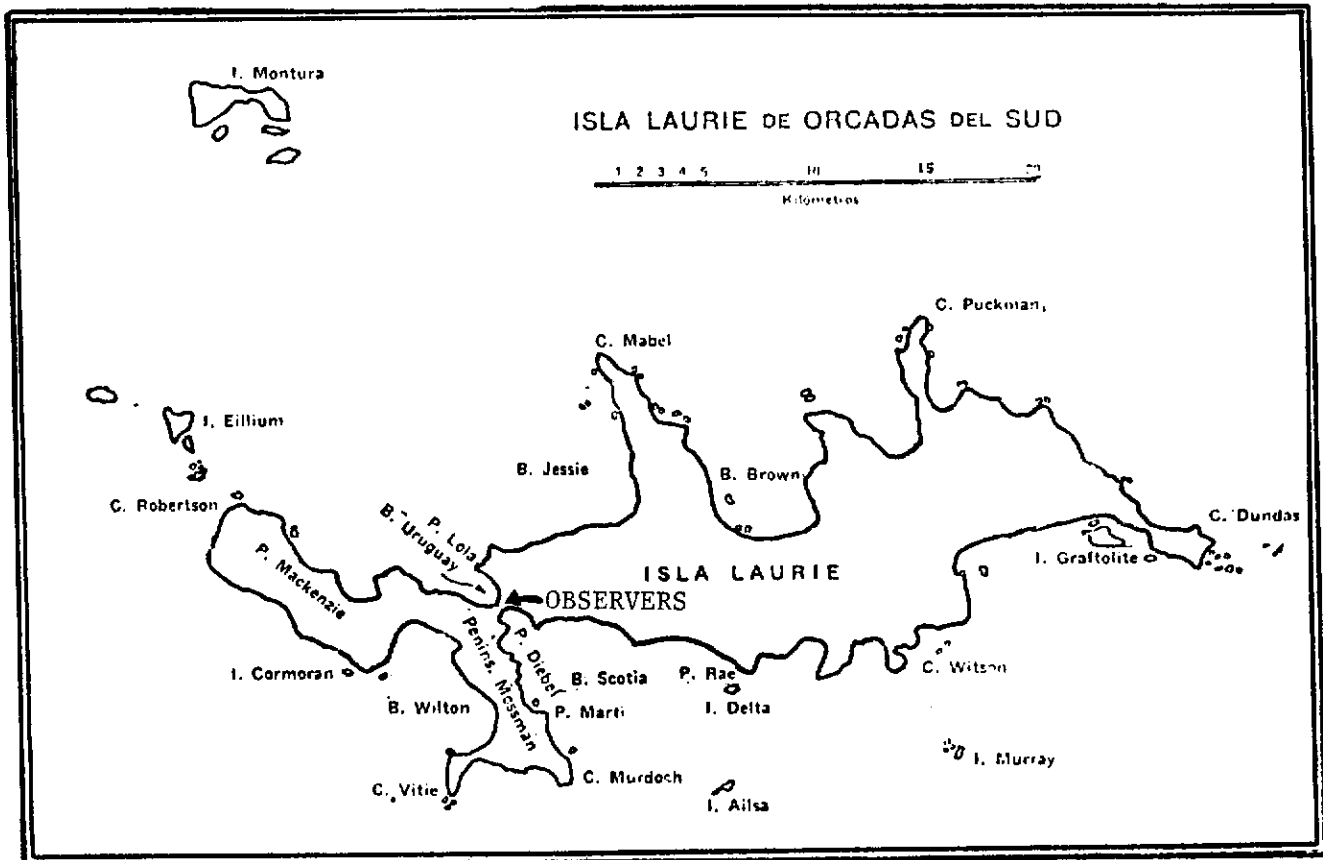 I. Montura
ISLA LAURIE DE ORCADAS DEL SUD
1 2 3 4 5 10 15 20
Kilómetros
C. Puckman,
C. Mabel
I. Eillium
B. Jessie
B. Brown
C. Robertson
P. Lola
B. Uruguay
C. Dundas
I. Graftolite
ISLA LAURIE
P. Mackenzie
OBSERVERS
Penins. Mossman
P. Diebel
B. Scotia
P. Rae
C. Witson
I. Cormoran
B. Wilton
P. Marti
I. Delta
I. Murray
C. Murdoch
C. Vitie
I. Ailsa